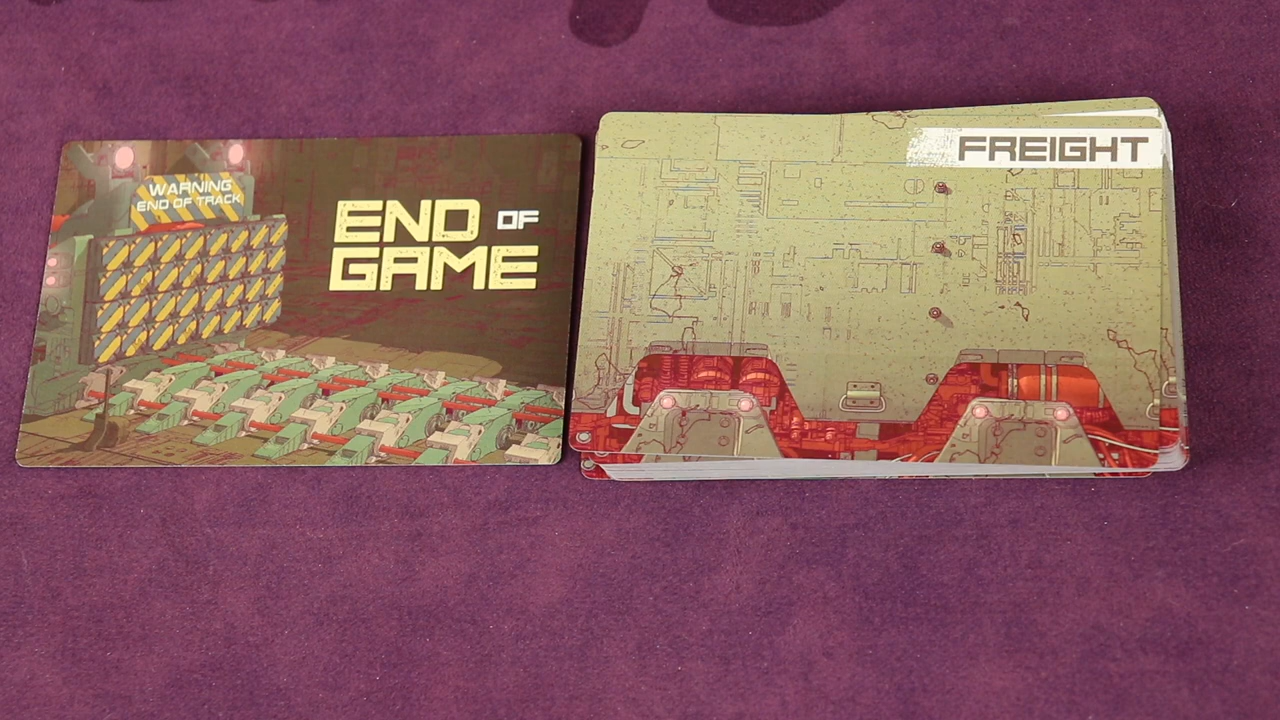 WARNING
END OF TRACK
END OF
GAME
FREIGHT